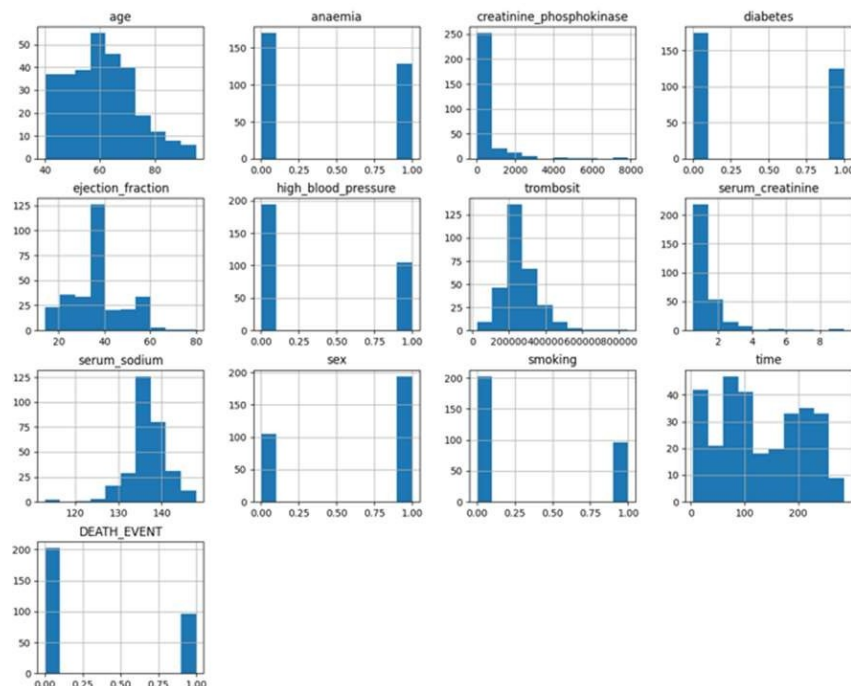 age
50
40
30
20
10
0
40 60 80
anaemia
150
100
50
0
0.00 0.25 0.50 0.75 1.00
creatinine_phosphokinase
250
200
150
100
50
0
0 2000 4000 6000 8000
diabetes
150
100
50
0
0.00 0.25 0.50 0.75 1.00
ejection_fraction
125
100
75
50
25
0
20 40 60 80
high_blood_pressure
200
150
100
50
0
0.00 0.25 0.50 0.75 1.00
trombosit
125
100
75
50
25
0
0 200000400000600000800000
serum_creatinine
200
150
100
50
0
2 4 6 8
serum_sodium
125
100
75
50
25
0
120 130 140
sex
200
150
100
50
0
0.00 0.25 0.50 0.75 1.00
smoking
200
150
100
50
0
0.00 0.25 0.50 0.75 1.00
time
40
30
20
10
0
0 100 200
DEATH_EVENT
200
150
100
50
0
0.00 0.25 0.50 0.75 1.00